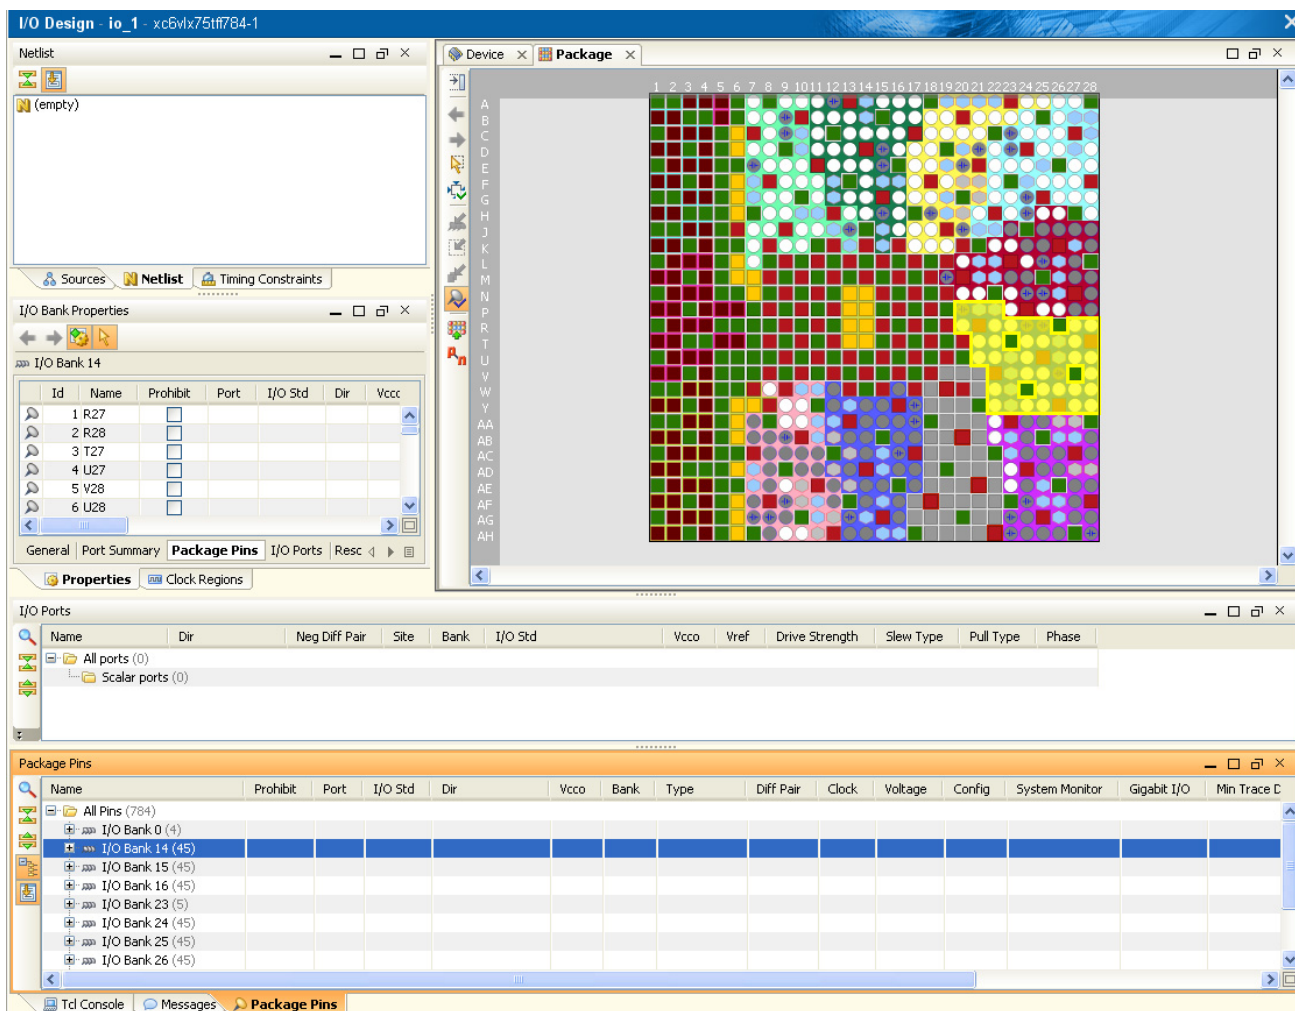 I/O Design - io_1 - xc6vlx75tff784-1
Netlist
(empty)
Sources Netlist Timing Constraints
I/O Bank Properties
I/O Bank 14
Id Name Prohibit Port I/O Std Dir Vccc
1 R27
2 R28
3 T27
4 U27
5 V28
6 U28
General Port Summary Package Pins I/O Ports Resc
Properties Clock Regions
Device Package
1 2 3 4 5 6 7 8 9 10 11 12 13 14 15 16 17 18 19 20 21 22 23 24 25 26 27 28
A
B
C
D
E
F
G
H
J
K
L
M
N
P
R
T
U
V
W
Y
AA
AB
AC
AD
AE
AF
AG
AH
I/O Ports
Name Dir Neg Diff Pair Site Bank I/O Std Vcco Vref Drive Strength Slew Type Pull Type Phase
All ports (0)
Scalar ports (0)
Package Pins
Name Prohibit Port I/O Std Dir Vcco Bank Type Diff Pair Clock Voltage Config System Monitor Gigabit I/O Min Trace D
All Pins (784)
I/O Bank 0 (4)
I/O Bank 14 (45)
I/O Bank 15 (45)
I/O Bank 16 (45)
I/O Bank 23 (5)
I/O Bank 24 (45)
I/O Bank 25 (45)
I/O Bank 26 (45)
Tcl Console Messages Package Pins